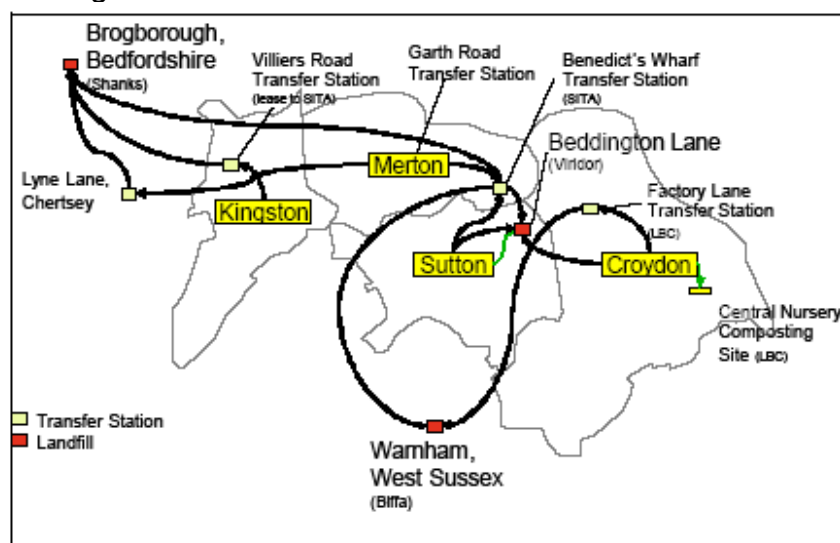 Brogborough,
Bedfordshire
(Shanks)
Villiers Road
Transfer Station
(lease to SITA)
Garth Road
Transfer Station
Benedict's Wharf
Transfer Station
(SITA)
Beddington Lane
(Viridor)
Merton
Lyne Lane,
Chertsey
Kingston
Factory Lane
Transfer Station
(LBC)
Sutton
Croydon
Central Nursery
Composting
Site (LBC)
Transfer Station
Landfill
Warnham,
West Sussex
(Biffa)